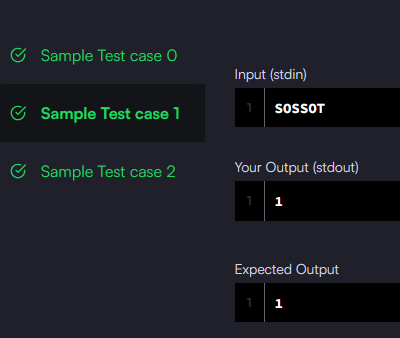 Sample Test case 0
Sample Test case 1
Sample Test case 2
Input (stdin)
1 SOSSOT
Your Output (stdout)
1 1
Expected Output
1 1